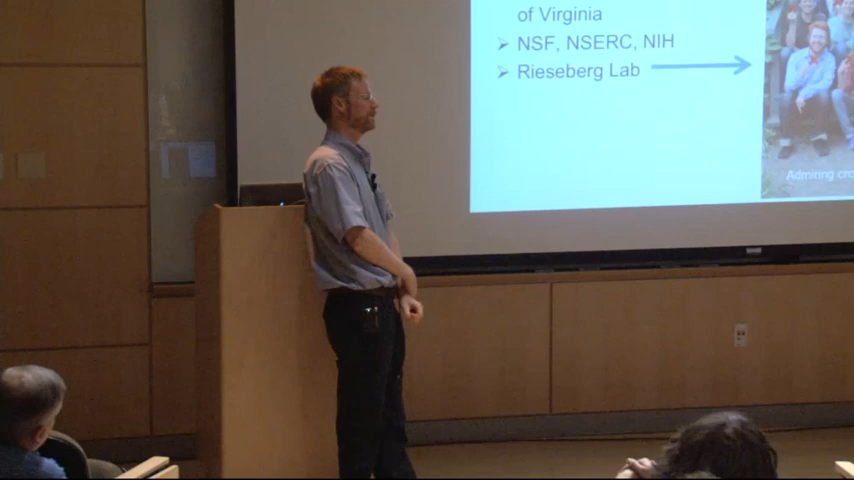 of Virginia
➢ NSF, NSERC, NIH
➢ Rieseberg Lab
Admiring cro